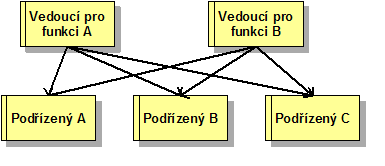 Vedoucí pro
funkci A
Vedoucí pro
funkci B
Podřízený A
Podřízený B
Podřízený C